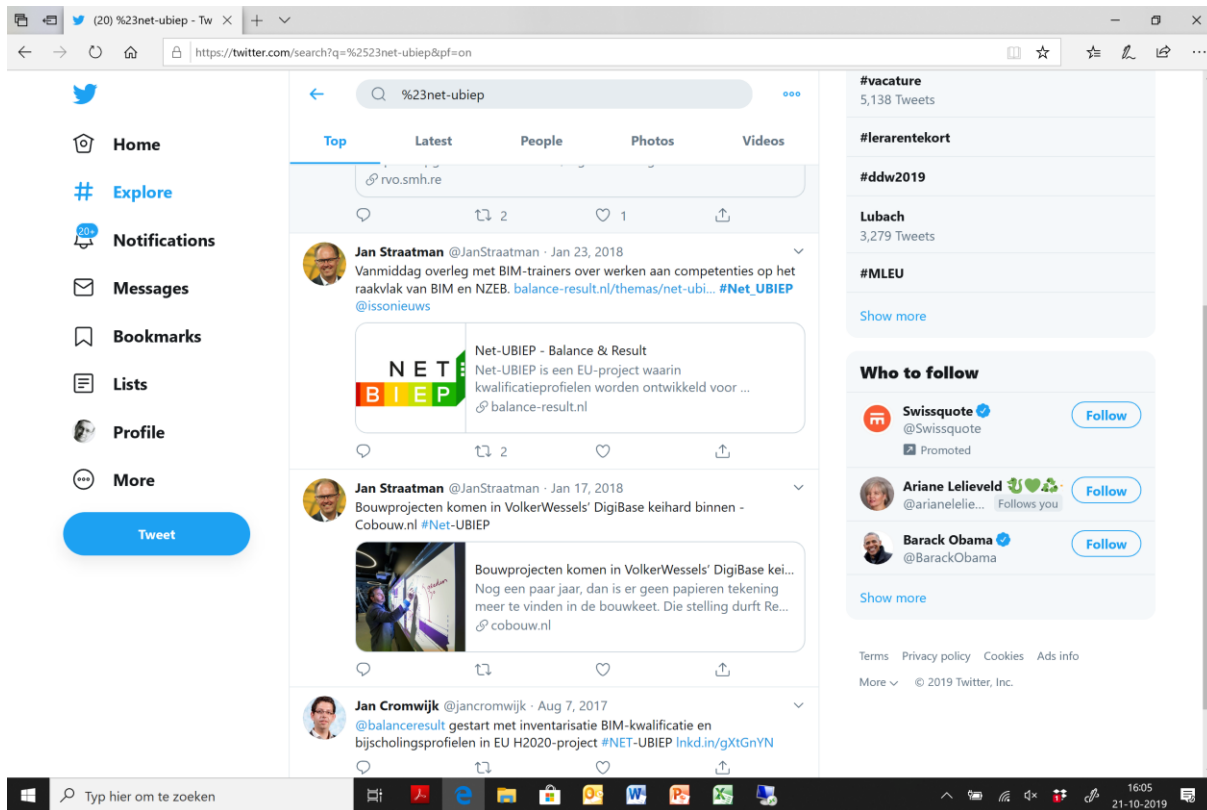 (20) %23net-ubiep - Tw
https://twitter.com/search?q=%2523net-ubiep&pf=on
%23net-ubiep
Home
Explore
20+
Notifications
Messages
Bookmarks
Lists
Profile
More
Tweet
Top Latest People Photos Videos
rvo.smh.re
2 1
Jan Straatman @JanStraatman · Jan 23, 2018
Vanmiddag overleg met BIM-trainers over werken aan competenties op het
raakvlak van BIM en NZEB. balance-result.nl/themas/net-ubi... #Net_UBIEP
@issonieuws
NET
BIEP
Net-UBIEP - Balance & Result
Net-UBIEP is een EU-project waarin
kwalificatieprofielen worden ontwikkeld voor ...
balance-result.nl
2
Jan Straatman @JanStraatman · Jan 17, 2018
Bouwprojecten komen in VolkerWessels' DigiBase keihard binnen -
Cobouw.nl #Net-UBIEP
Bouwprojecten komen in VolkerWessels' DigiBase kei...
Nog een paar jaar, dan is er geen papieren tekening
meer te vinden in de bouwkeet. Die stelling durft Re...
cobouw.nl
Jan Cromwijk @jancromwijk · Aug 7, 2017
@balanceresult gestart met inventarisatie BIM-kwalificatie en
bijscholingsprofielen in EU H2020-project #NET-UBIEP lnkd.in/gXtGnYN
#vacature
5,138 Tweets
#lerarentekort
#ddw2019
Lubach
3,279 Tweets
#MLEU
Show more
Who to follow
Swissquote
@Swissquote
Promoted
Follow
Ariane Lelieveld
@arianelelie... Follows you
Follow
Barack Obama
@BarackObama
Follow
Show more
Terms Privacy policy Cookies Ads info
More © 2019 Twitter, Inc.
Typ hier om te zoeken
16:05
21-10-2019